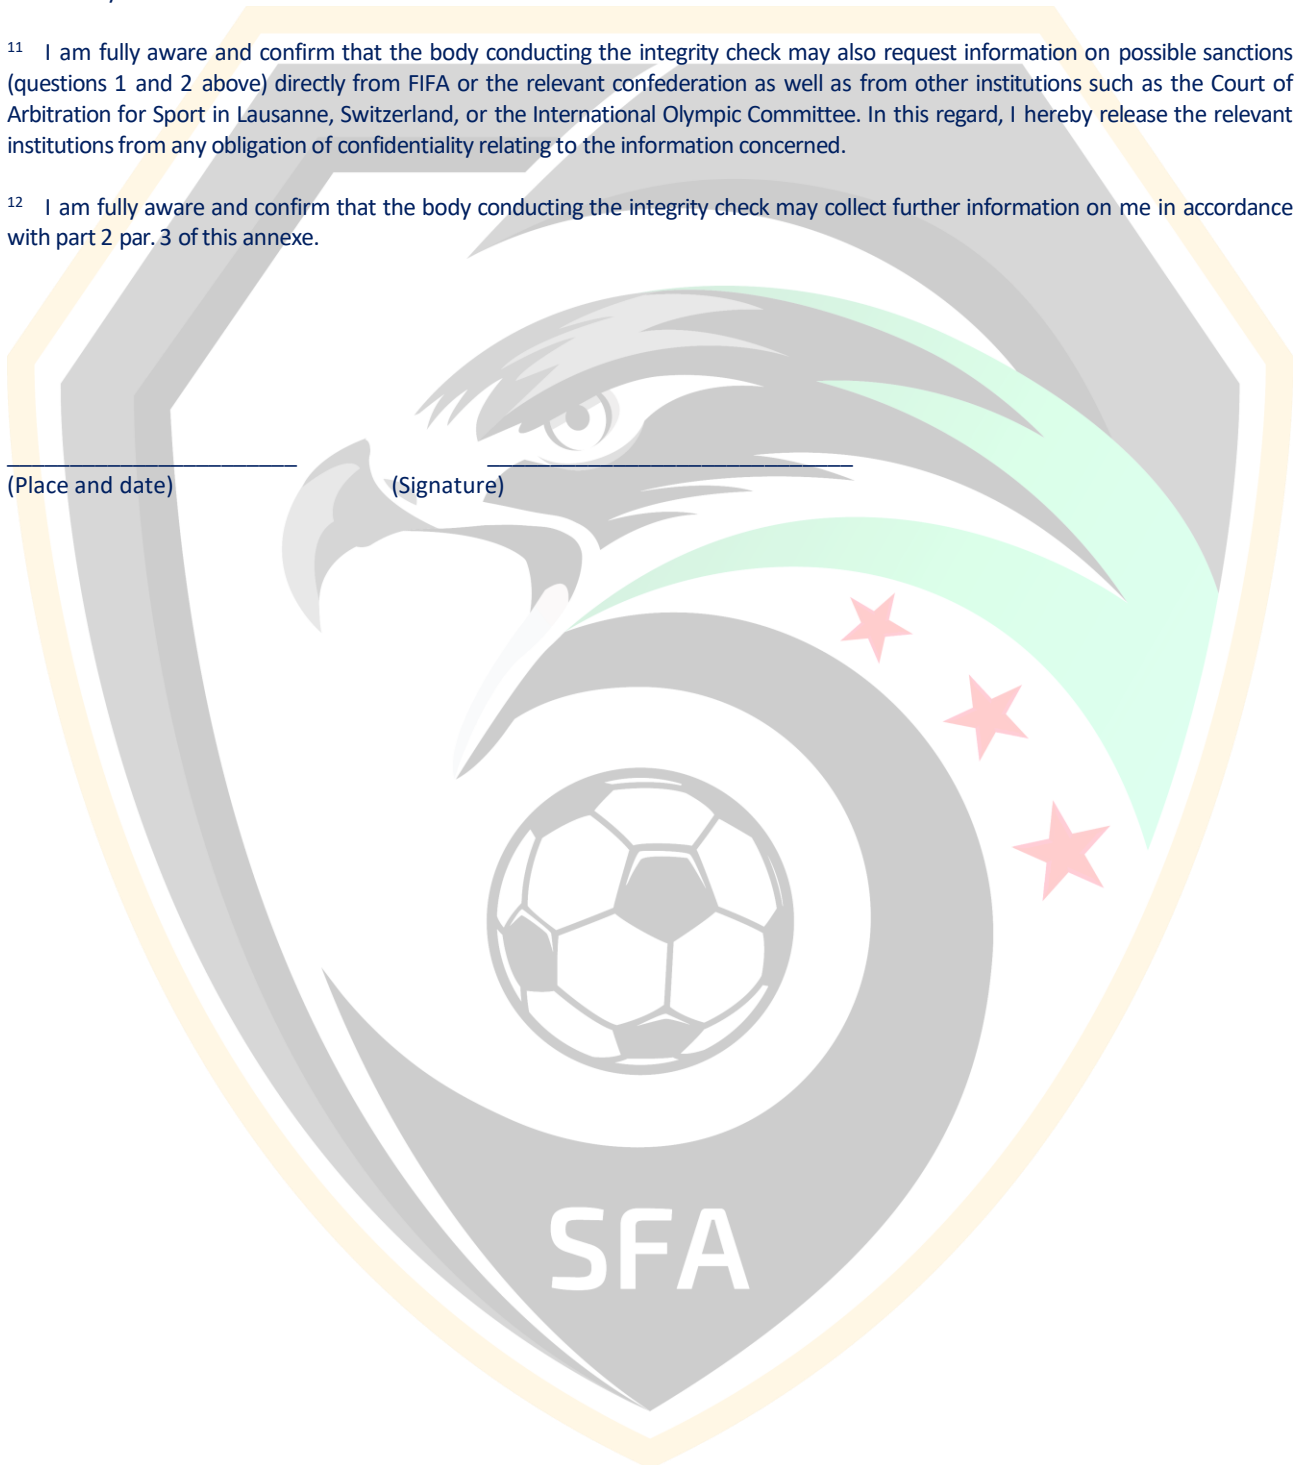 11 I am fully aware and confirm that the body conducting the integrity check may also request information on possible sanctions
(questions 1 and 2 above) directly from FIFA or the relevant confederation as well as from other institutions such as the Court of
Arbitration for Sport in Lausanne, Switzerland, or the International Olympic Committee. In this regard, I hereby release the relevant
institutions from any obligation of confidentiality relating to the information concerned.
12 I am fully aware and confirm that the body conducting the integrity check may collect further information on me in accordance
with part 2 par. 3 of this annexe.
(Place and date) (Signature)
SFA